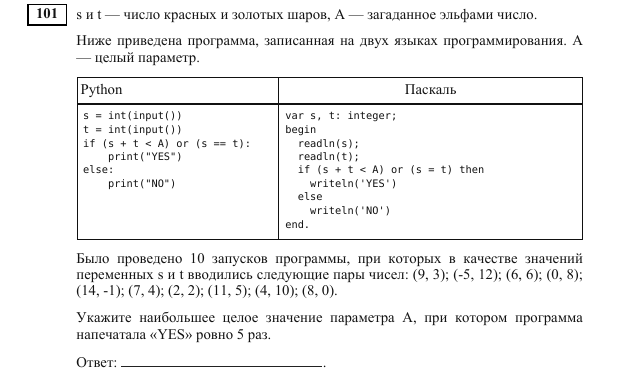 101 s и t — число красных и золотых шаров, А — загаданное эльфами число.
Ниже приведена программа, записанная на двух языках программирования. А
— целый параметр.
Python
s = int(input())
t = int(input())
if (s + t < A) or (s == t):
    print("YES")
else:
    print("NO")
Паскаль
var s, t: integer;
begin
  readln(s);
  readln(t);
  if (s + t < A) or (s = t) then
    writeln('YES')
  else
    writeln('NO')
end.
Было проведено 10 запусков программы, при которых в качестве значений
переменных s и t вводились следующие пары чисел: (9, 3); (-5, 12); (6, 6); (0, 8);
(14, -1); (7, 4); (2, 2); (11, 5); (4, 10); (8, 0).
Укажите наибольшее целое значение параметра А, при котором программа
напечатала «YES» ровно 5 раз.
Ответ: ______________________.